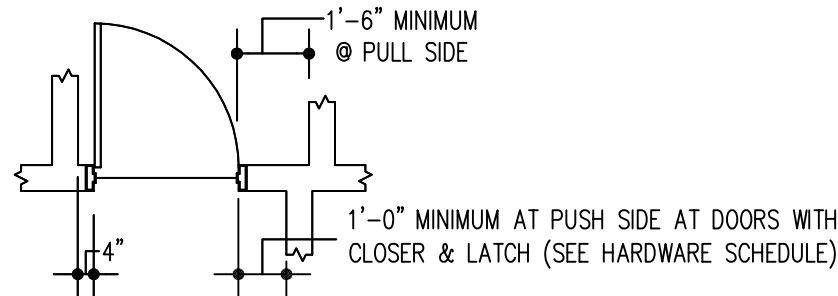 1'-6" MINIMUM
@ PULL SIDE
1'-0" MINIMUM AT PUSH SIDE AT DOORS WITH
CLOSER & LATCH (SEE HARDWARE SCHEDULE)
4"